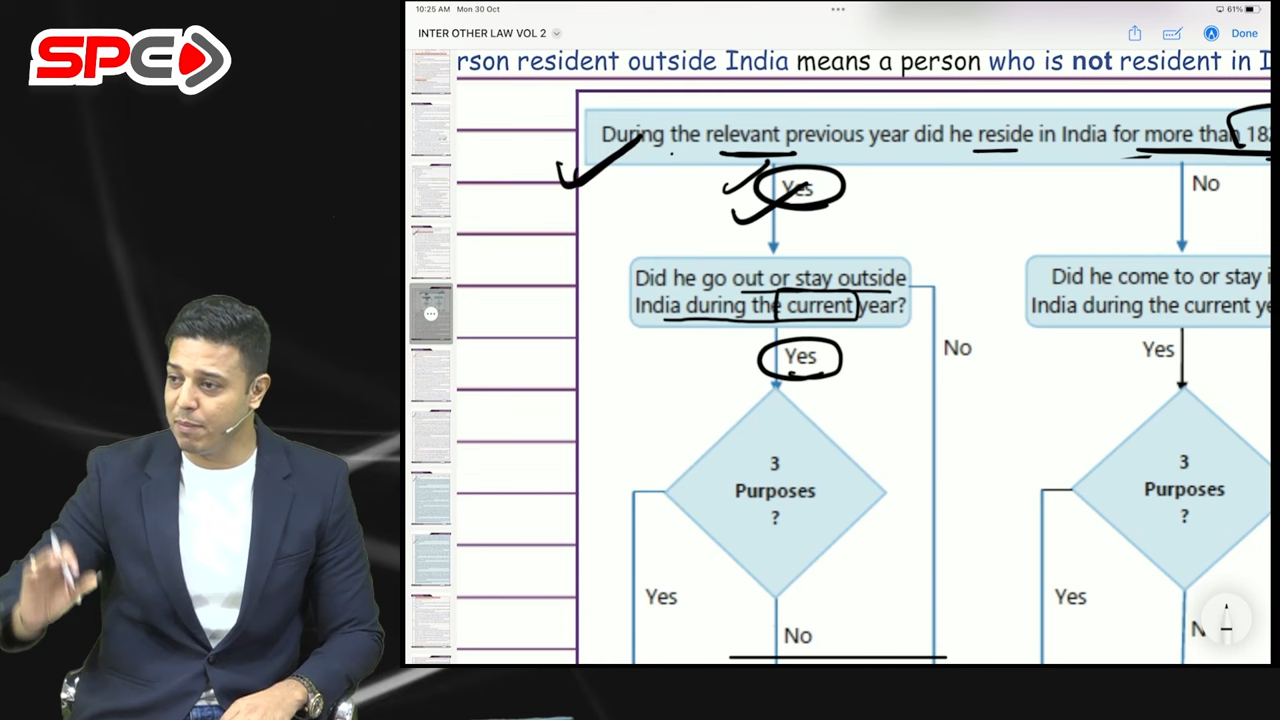 SPE
10:25 AM Mon 30 Oct
61%
INTER OTHER LAW VOL 2
Done
rson resident outside India means a person who is not resident in I
During the relevant previous year did he reside in India for more than 18
Yes
No
Did he go out or stay outside
India during the current year?
Did he come to or stay i
India during the current ye
Yes
No
Yes
3
Purposes
?
3
Purposes
?
Yes
No
Yes
N